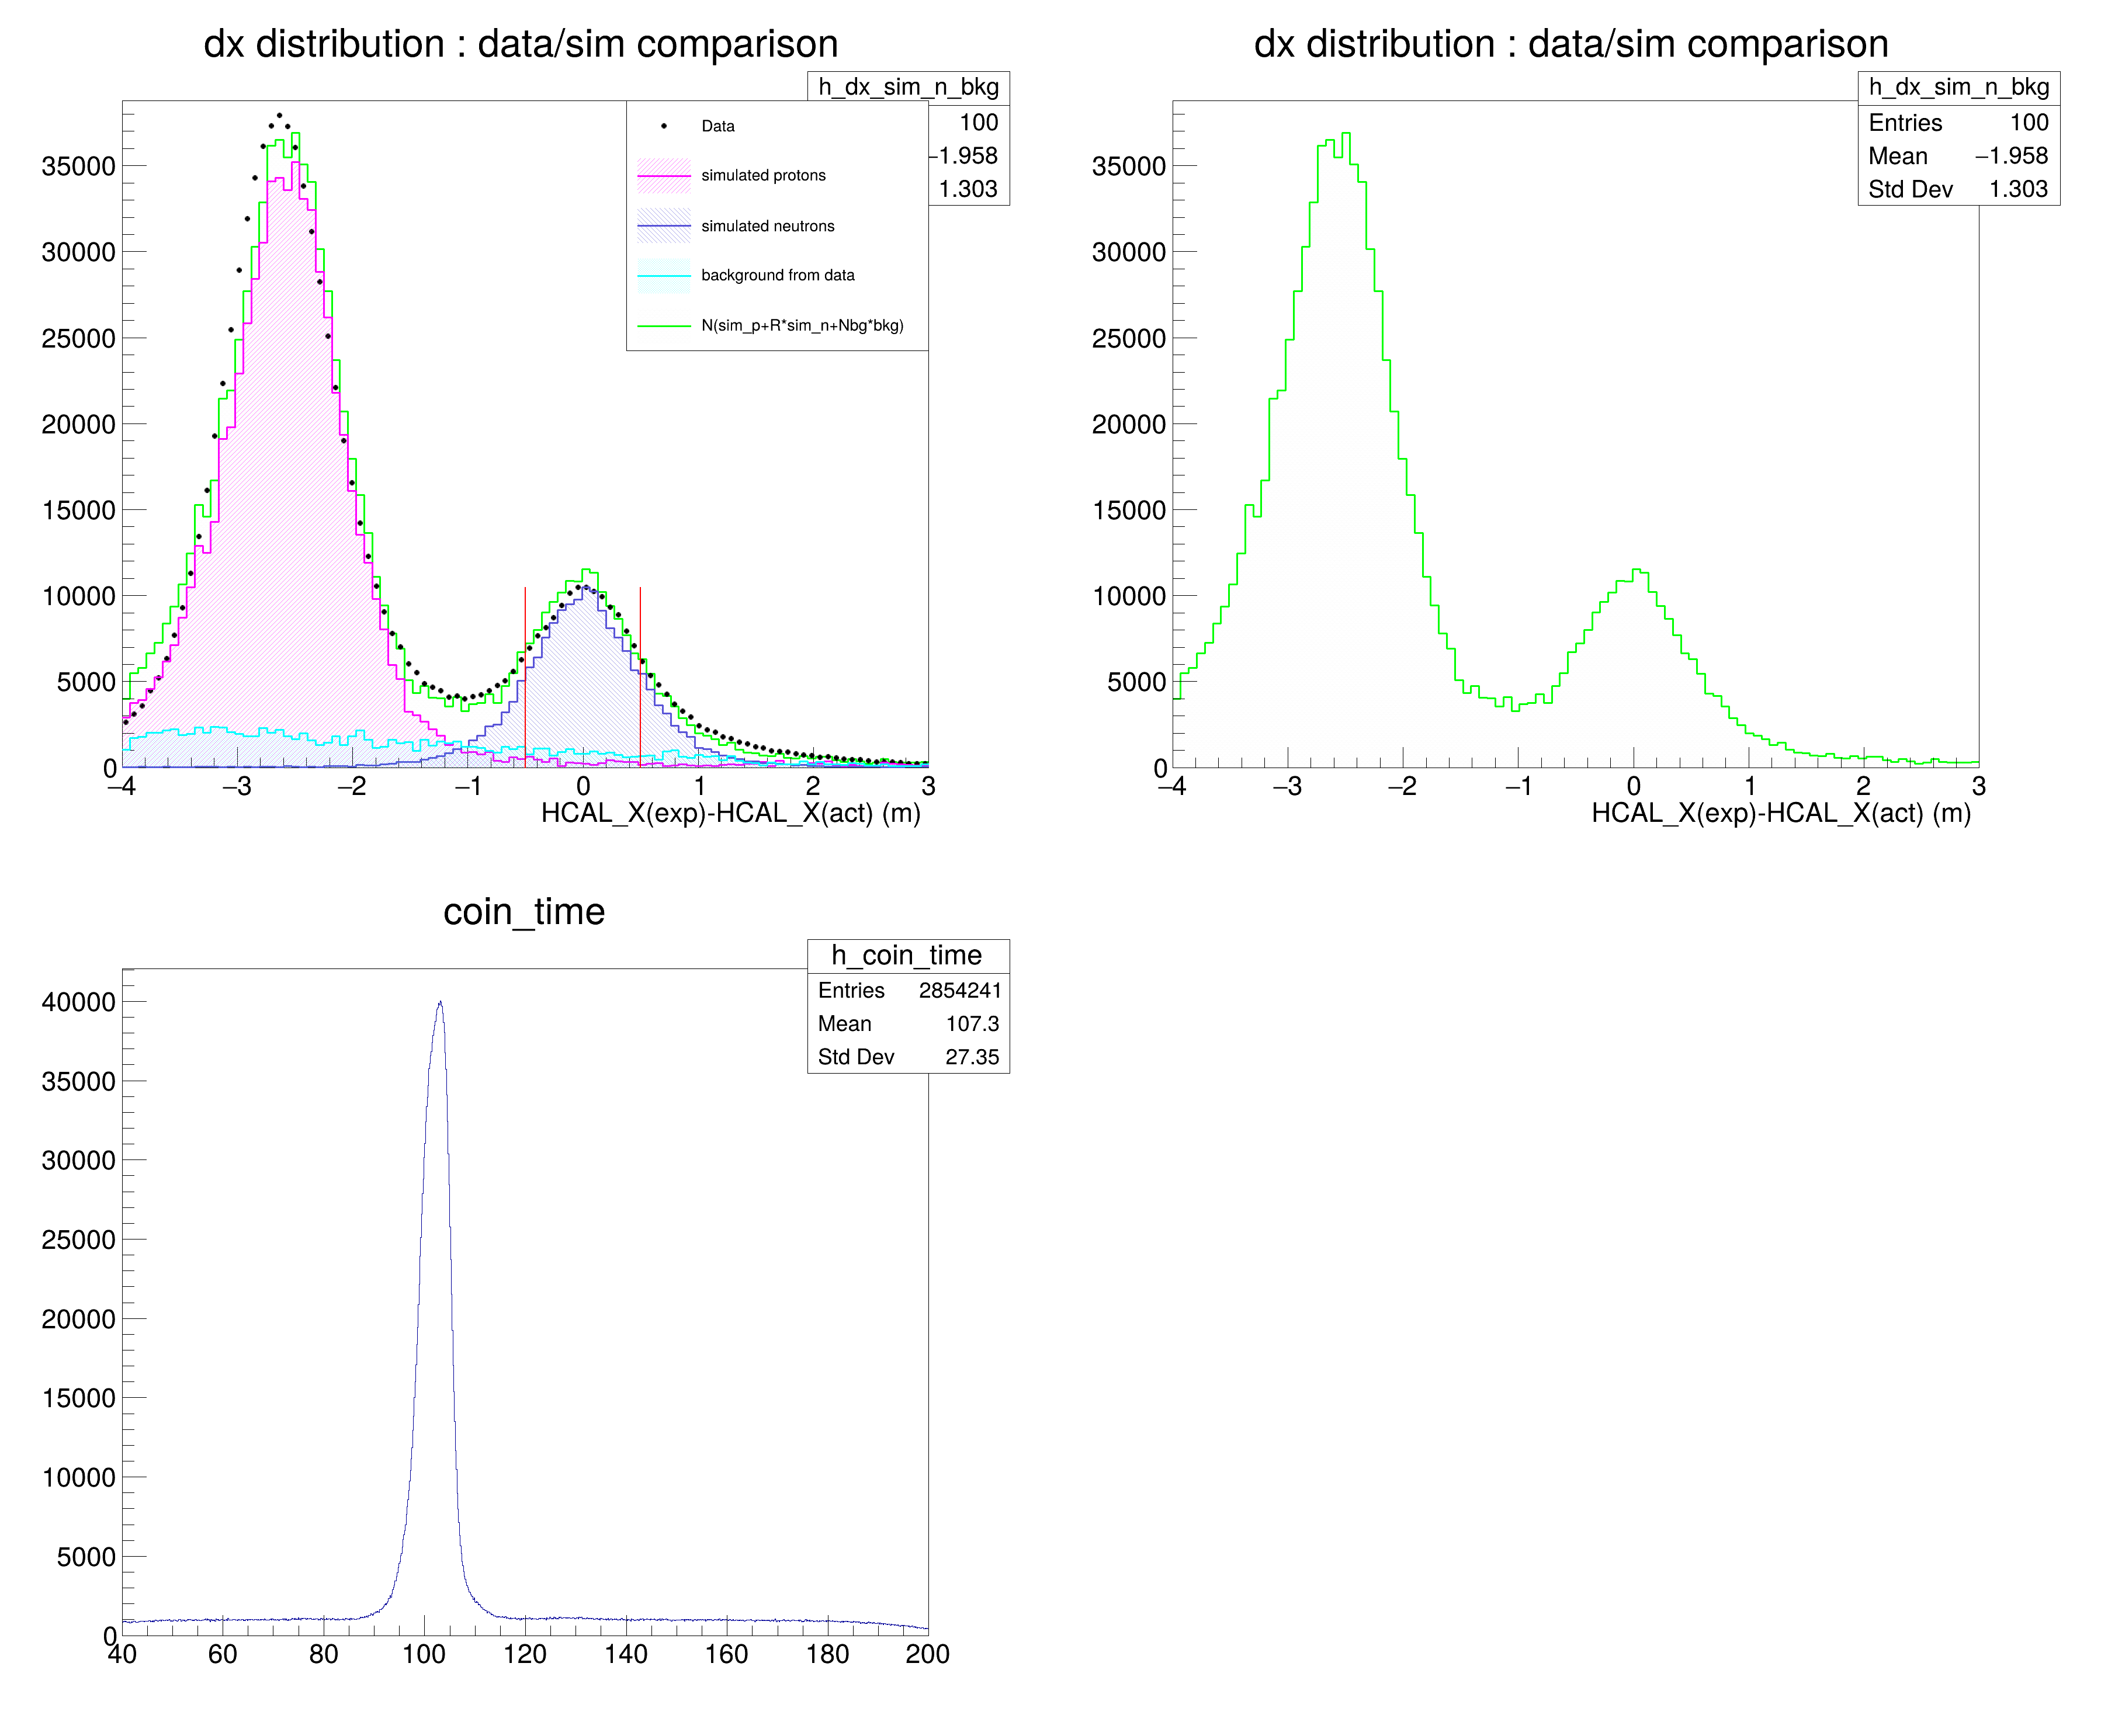 dx distribution : data/sim comparison
h_dx_sim_n_bkg
100
−1.958
1.303
Data
simulated protons
simulated neutrons
background from data
N(sim_p+R*sim_n+Nbg*bkg)
35000
30000
25000
20000
15000
10000
5000
0
−4 −3 −2 −1 0 1 2 3
HCAL_X(exp)-HCAL_X(act) (m)
dx distribution : data/sim comparison
h_dx_sim_n_bkg
Entries 100
Mean −1.958
Std Dev 1.303
35000
30000
25000
20000
15000
10000
5000
0
−4 −3 −2 −1 0 1 2 3
HCAL_X(exp)-HCAL_X(act) (m)
coin_time
h_coin_time
Entries 2854241
Mean 107.3
Std Dev 27.35
40000
35000
30000
25000
20000
15000
10000
5000
0
40 60 80 100 120 140 160 180 200